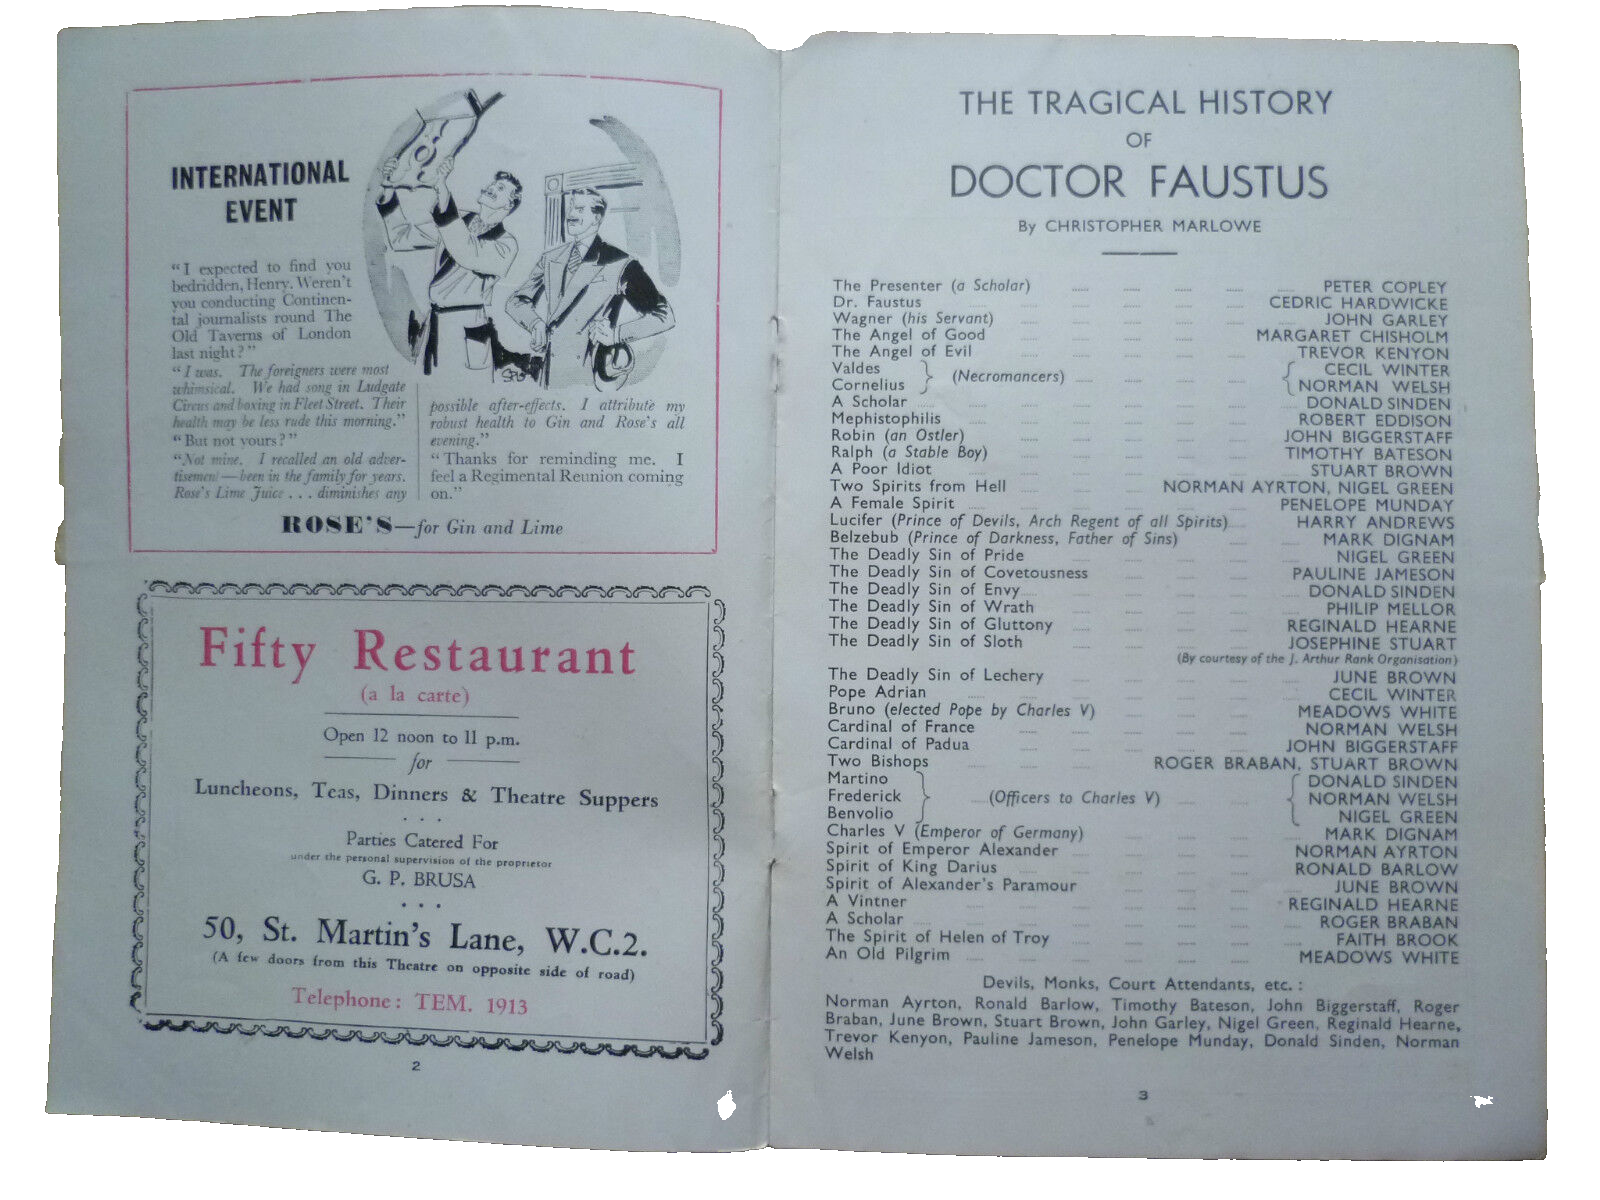 INTERNATIONAL
EVENT
"I expected to find you
bedridden, Henry. Weren't
you conducting Continen-
tal journalists round The
Old Taverns of London
last night?"
"I was. The foreigners were most
whimsical. We had song in Ludgate
Circus and boxing in Fleet Street. Their
health may be less rude this morning."
"But not yours?"
"Not mine. I recalled an old adver-
tisement—been in the family for years.
Rose's Lime Juice . . . diminishes any
possible after-effects. I attribute my
robust health to Gin and Rose's all
evening."
"Thanks for reminding me. I
feel a Regimental Reunion coming
on."
ROSE'S—for Gin and Lime
Fifty Restaurant
(a la carte)
Open 12 noon to 11 p.m.
for
Luncheons, Teas, Dinners & Theatre Suppers
. . .
Parties Catered For
under the personal supervision of the proprietor
G. P. BRUSA
. . .
50, St. Martin's Lane, W.C.2.
(A few doors from this Theatre on opposite side of road)
Telephone: TEM. 1913
2
THE TRAGICAL HISTORY
OF
DOCTOR FAUSTUS
By CHRISTOPHER MARLOWE
The Presenter (a Scholar) ..... PETER COPLEY
Dr. Faustus ..... CEDRIC HARDWICKE
Wagner (his Servant) ..... JOHN GARLEY
The Angel of Good ..... MARGARET CHISHOLM
The Angel of Evil ..... TREVOR KENYON
Valdes } (Necromancers) ..... { CECIL WINTER
Cornelius } { NORMAN WELSH
A Scholar ..... DONALD SINDEN
Mephistophilis ..... ROBERT EDDISON
Robin (an Ostler) ..... JOHN BIGGERSTAFF
Ralph (a Stable Boy) ..... TIMOTHY BATESON
A Poor Idiot ..... STUART BROWN
Two Spirits from Hell ..... NORMAN AYRTON, NIGEL GREEN
A Female Spirit ..... PENELOPE MUNDAY
Lucifer (Prince of Devils, Arch Regent of all Spirits) ..... HARRY ANDREWS
Belzebub (Prince of Darkness, Father of Sins) ..... MARK DIGNAM
The Deadly Sin of Pride ..... NIGEL GREEN
The Deadly Sin of Covetousness ..... PAULINE JAMESON
The Deadly Sin of Envy ..... DONALD SINDEN
The Deadly Sin of Wrath ..... PHILIP MELLOR
The Deadly Sin of Gluttony ..... REGINALD HEARNE
The Deadly Sin of Sloth ..... JOSEPHINE STUART
(By courtesy of the J. Arthur Rank Organisation)
The Deadly Sin of Lechery ..... JUNE BROWN
Pope Adrian ..... CECIL WINTER
Bruno (elected Pope by Charles V) ..... MEADOWS WHITE
Cardinal of France ..... NORMAN WELSH
Cardinal of Padua ..... JOHN BIGGERSTAFF
Two Bishops ..... ROGER BRABAN, STUART BROWN
Martino } { DONALD SINDEN
Frederick } (Officers to Charles V) ..... { NORMAN WELSH
Benvolio } { NIGEL GREEN
Charles V (Emperor of Germany) ..... MARK DIGNAM
Spirit of Emperor Alexander ..... NORMAN AYRTON
Spirit of King Darius ..... RONALD BARLOW
Spirit of Alexander's Paramour ..... JUNE BROWN
A Vintner ..... REGINALD HEARNE
A Scholar ..... ROGER BRABAN
The Spirit of Helen of Troy ..... FAITH BROOK
An Old Pilgrim ..... MEADOWS WHITE
Devils, Monks, Court Attendants, etc. :
Norman Ayrton, Ronald Barlow, Timothy Bateson, John Biggerstaff, Roger
Braban, June Brown, Stuart Brown, John Garley, Nigel Green, Reginald Hearne,
Trevor Kenyon, Pauline Jameson, Penelope Munday, Donald Sinden, Norman
Welsh
3